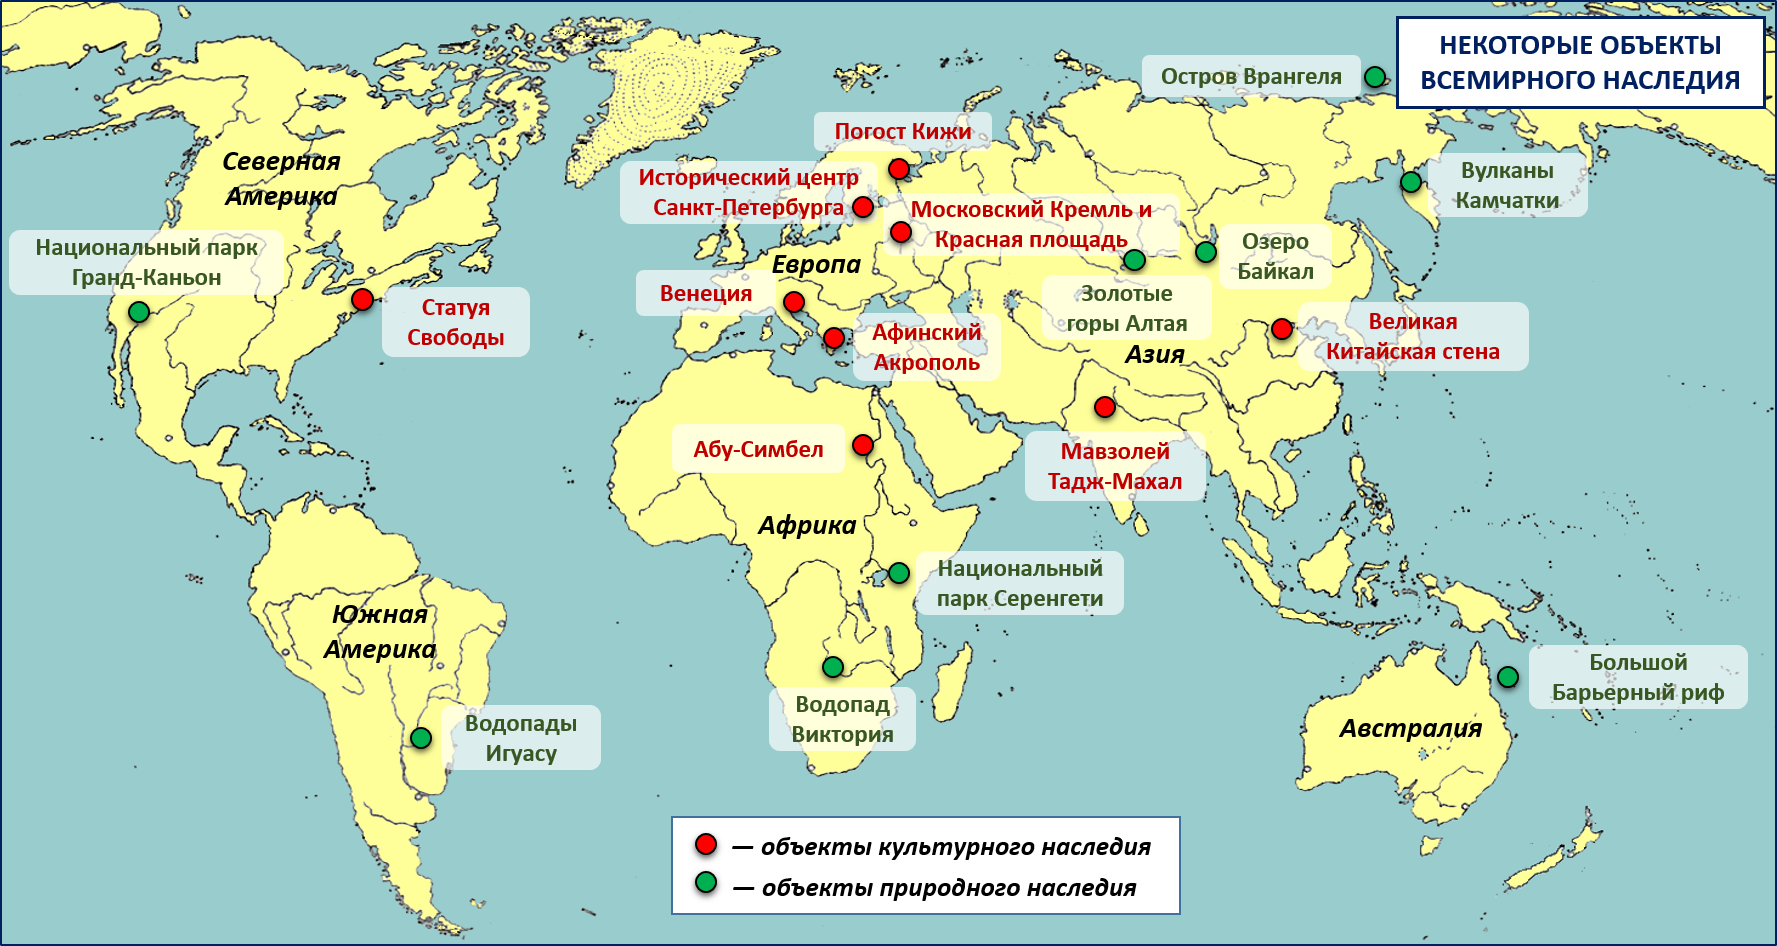 НЕКОТОРЫЕ ОБЪЕКТЫ
ВСЕМИРНОГО НАСЛЕДИЯ
Остров Врангеля
Погост Кижи
Северная
Америка
Исторический центр
Санкт-Петербурга
Вулканы
Камчатки
Московский Кремль и
Красная площадь
Национальный парк
Гранд-Каньон
Европа
Озеро
Байкал
Венеция
Статуя
Свободы
Золотые
горы Алтая
Афинский
Акрополь
Великая
Китайская стена
Азия
Абу-Симбел
Мавзолей
Тадж-Махал
Африка
Национальный
парк Серенгети
Южная
Америка
Большой
Барьерный риф
Водопад
Виктория
Водопады
Игуасу
Австралия
— объекты культурного наследия
— объекты природного наследия